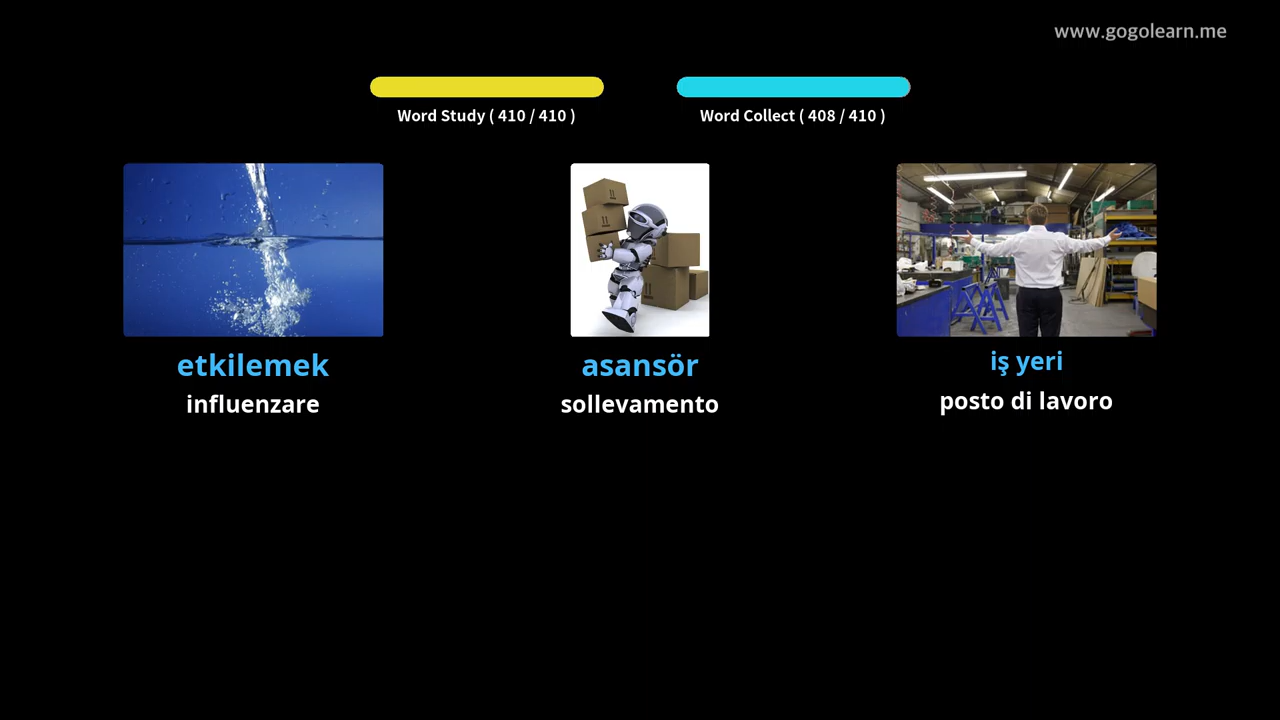 www.gogolearn.me
Word Study ( 410 / 410 )
Word Collect ( 408 / 410 )
etkilemek
influenzare
asansör
sollevamento
iş yeri
posto di lavoro